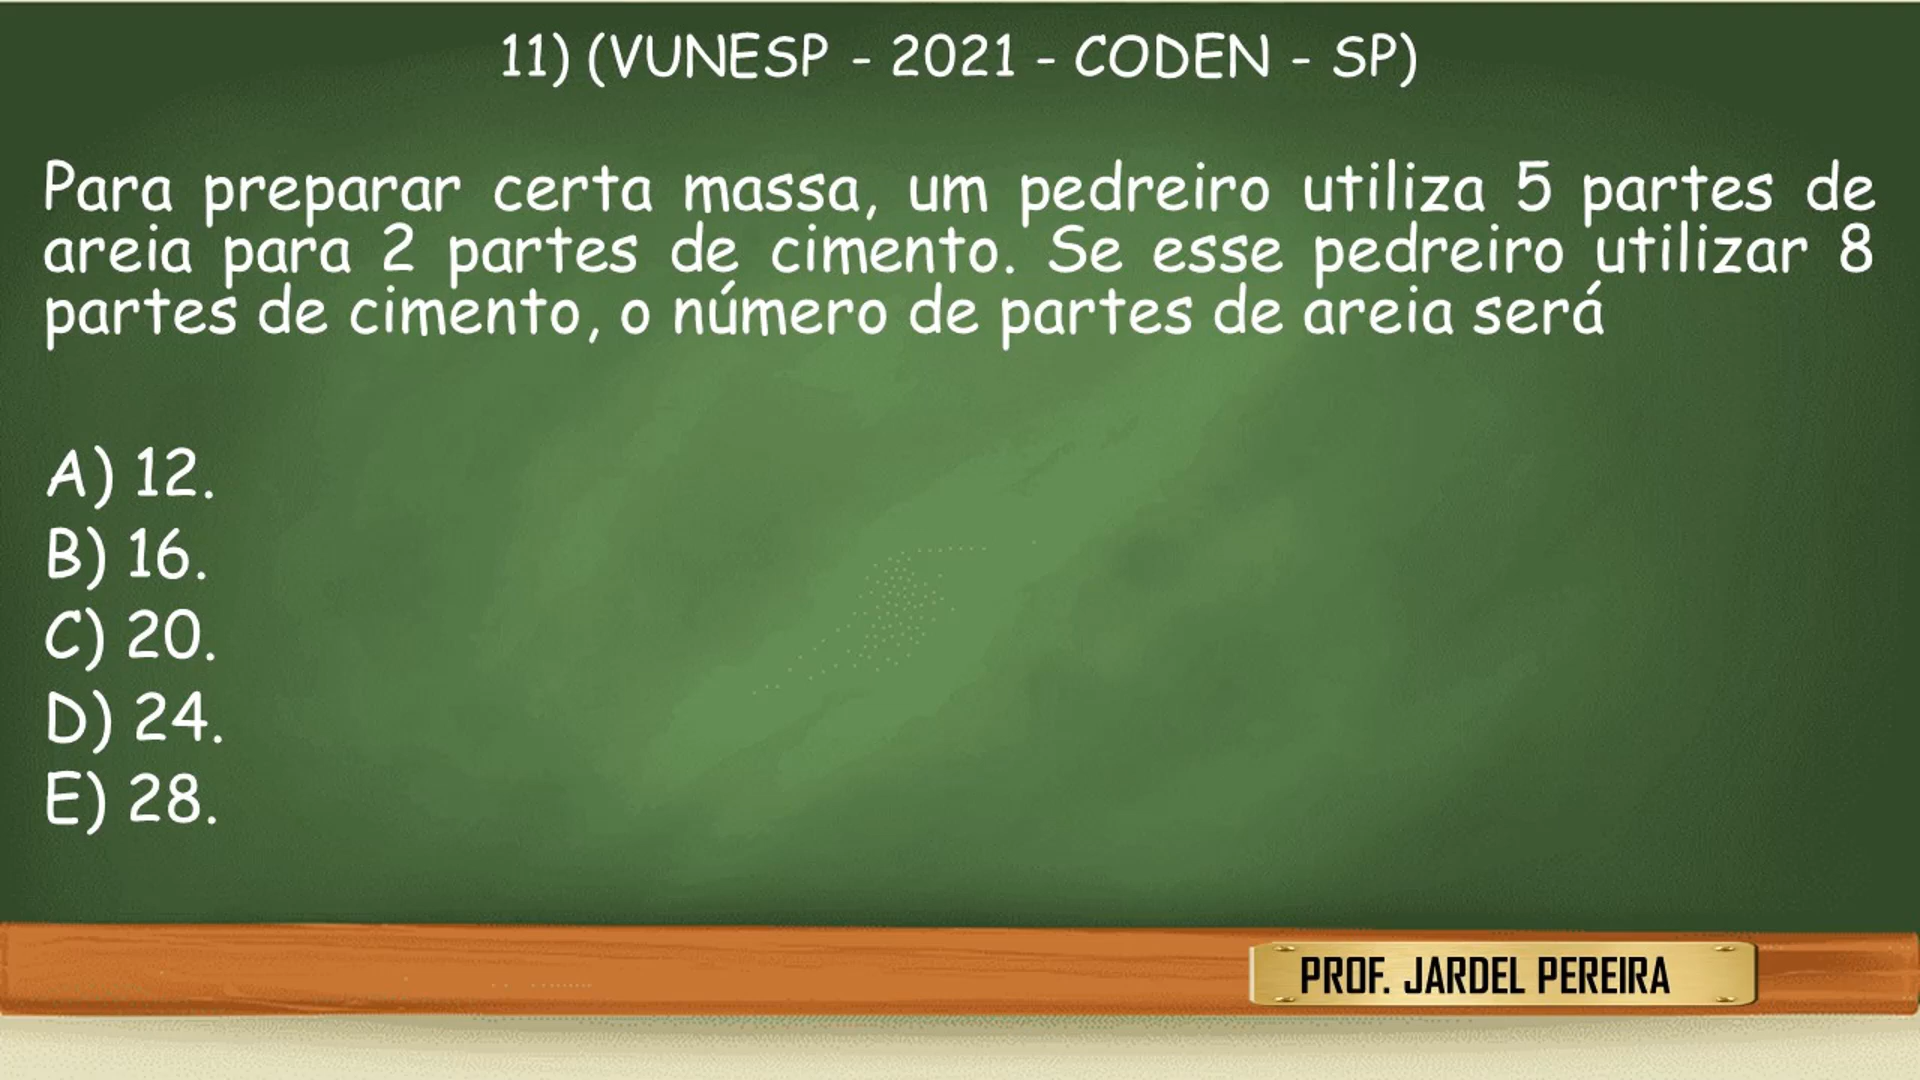 11) (VUNESP - 2021 - CODEN - SP)
Para preparar certa massa, um pedreiro utiliza 5 partes de
areia para 2 partes de cimento. Se esse pedreiro utilizar 8
partes de cimento, o número de partes de areia será
A) 12.
B) 16.
C) 20.
D) 24.
E) 28.
PROF. JARDEL PEREIRA